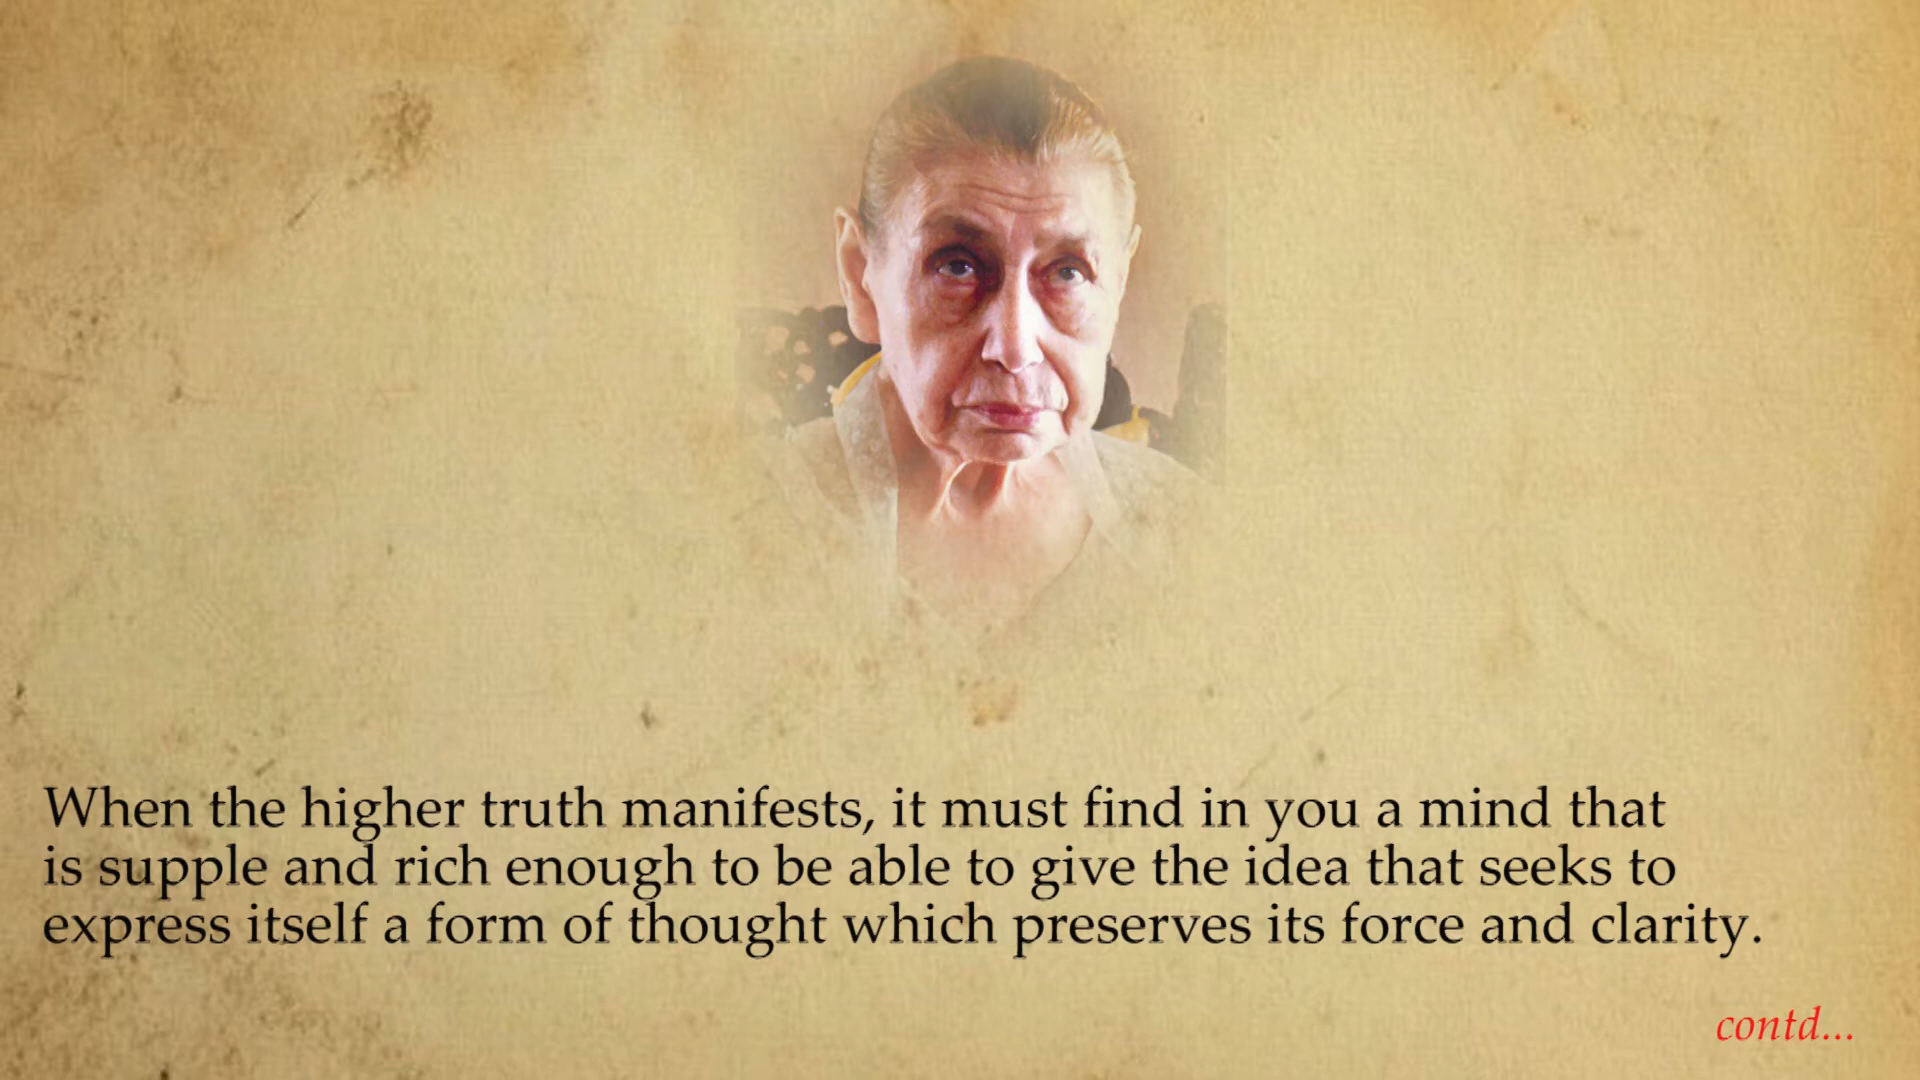 When the higher truth manifests, it must find in you a mind that
is supple and rich enough to be able to give the idea that seeks to
express itself a form of thought which preserves its force and clarity.
contd...